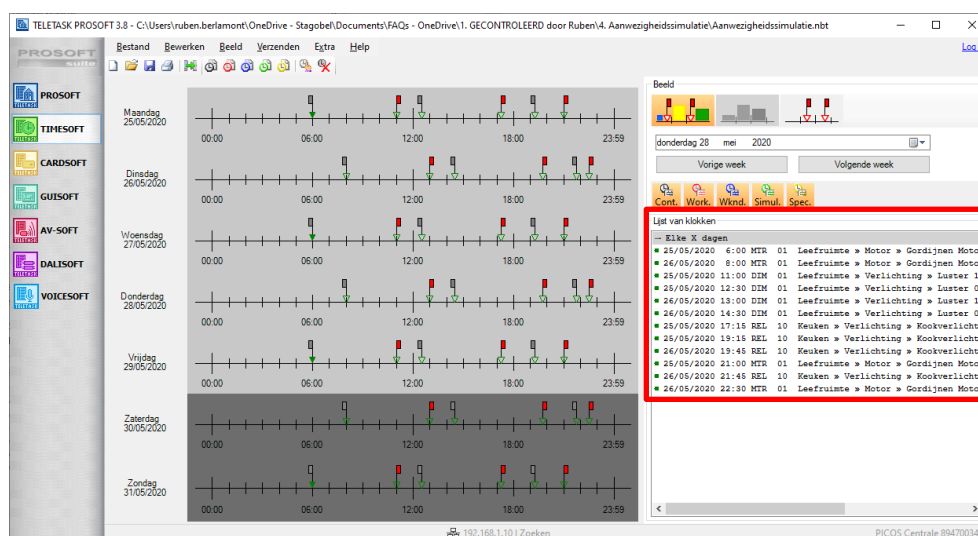 TELETASK PROSOFT 3.8 - C:\Users\ruben.berlamont\OneDrive - Stagobel\Documents\FAQs - OneDrive\1. GECONTROLEERD door Ruben\4. Aanwezigheidssimulatie\Aanwezigheidssimulatie.nbt
PROSOFT suite
Bestand Bewerken Beeld Verzenden Extra Help
Log
PROSOFT
TIMESOFT
CARDSOFT
GUISOFT
AV-SOFT
DALISOFT
VOICESOFT
Maandag
25/05/2020
00:00 06:00 12:00 18:00 23:59
Dinsdag
26/05/2020
00:00 06:00 12:00 18:00 23:59
Woensdag
27/05/2020
00:00 06:00 12:00 18:00 23:59
Donderdag
28/05/2020
00:00 06:00 12:00 18:00 23:59
Vrijdag
29/05/2020
00:00 06:00 12:00 18:00 23:59
Zaterdag
30/05/2020
00:00 06:00 12:00 18:00 23:59
Zondag
31/05/2020
00:00 06:00 12:00 18:00 23:59
Beeld
donderdag 28 mei 2020
Vorige week Volgende week
Cont. Work. Wknd. Simul. Spec.
Lijst van klokken
-- Elke X dagen
25/05/2020 6:00 MTR 01 Leefruimte » Motor » Gordijnen Moto
26/05/2020 8:00 MTR 01 Leefruimte » Motor » Gordijnen Moto
25/05/2020 11:00 DIM 01 Leefruimte » Verlichting » Luster 1
25/05/2020 12:30 DIM 01 Leefruimte » Verlichting » Luster 0
26/05/2020 13:00 DIM 01 Leefruimte » Verlichting » Luster 1
26/05/2020 14:30 DIM 01 Leefruimte » Verlichting » Luster 0
25/05/2020 17:15 REL 10 Keuken » Verlichting » Kookverlicht
25/05/2020 19:15 REL 10 Keuken » Verlichting » Kookverlicht
26/05/2020 19:45 REL 10 Keuken » Verlichting » Kookverlicht
25/05/2020 21:00 MTR 01 Leefruimte » Motor » Gordijnen Moto
26/05/2020 21:45 REL 10 Keuken » Verlichting » Kookverlicht
26/05/2020 22:30 MTR 01 Leefruimte » Motor » Gordijnen Moto
192.168.1.10 | Zoeken
PICOS Centrale 89470034